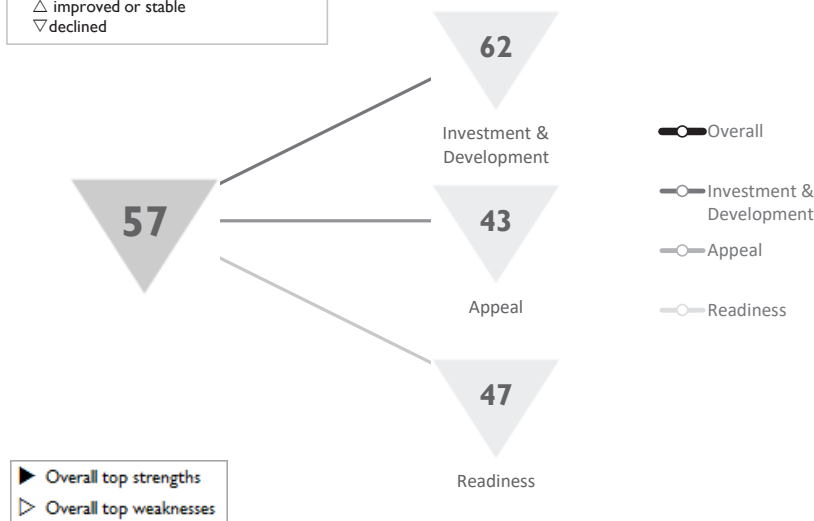 △ improved or stable
▽ declined
62
Investment &
Development
57
43
Appeal
47
Readiness
Overall
Investment &
Development
Appeal
Readiness
▶ Overall top strengths
▷ Overall top weaknesses